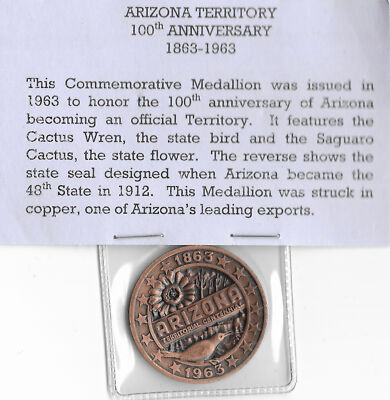 ARIZONA TERRITORY
100th ANNIVERSARY
1863-1963
This Commemorative Medallion was issued in
1963 to honor the 100th anniversary of Arizona
becoming an official Territory. It features the
Cactus Wren, the state bird and the Saguaro
Cactus, the state flower. The reverse shows the
state seal designed when Arizona became the
48th State in 1912. This Medallion was struck in
copper, one of Arizona's leading exports.
1863
ARIZONA
TERRITORIAL CENTENNIAL
1963